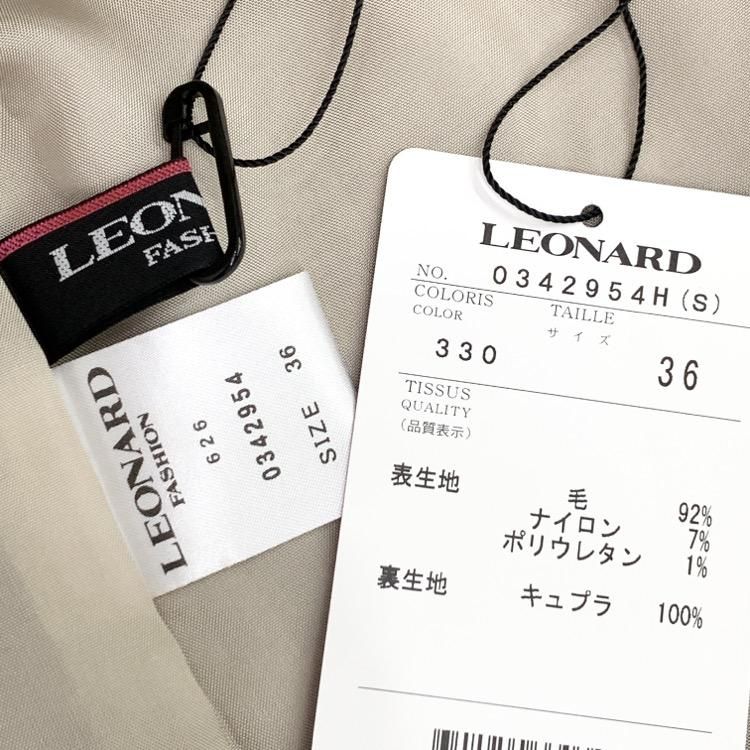 LEON
FASH
LEONARD
FASHION
626
0342954
SIZE 36
LEONARD
NO. 0342954H(S)
COLORIS TAILLE
COLOR サイズ
330 36
TISSUS
QUALITY
(品質表示)
表生地 毛 92%
ナイロン 7%
ポリウレタン 1%
裏生地 キュプラ 100%